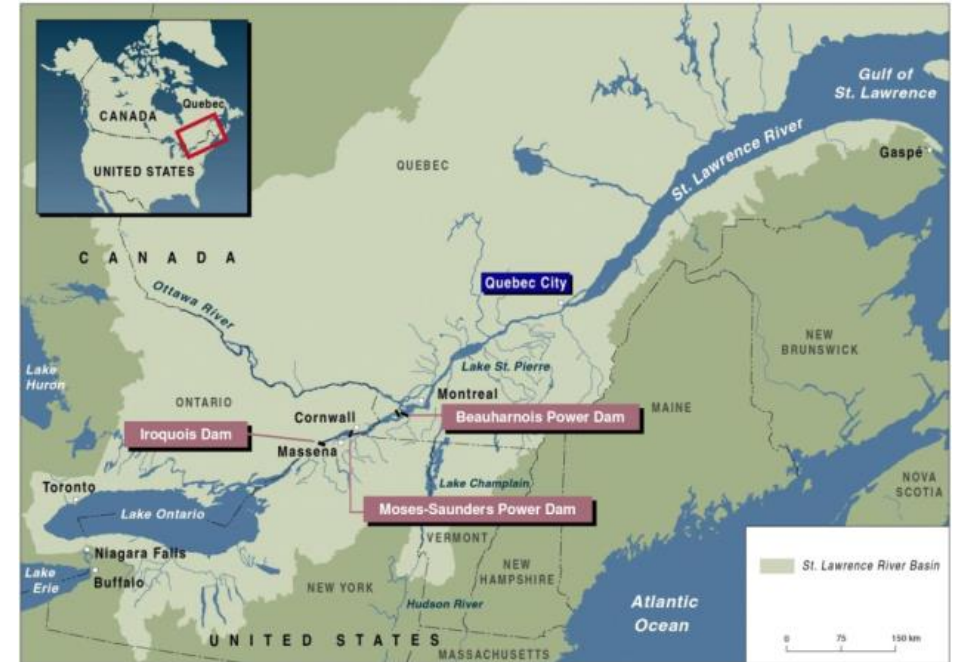 Quebec
CANADA
UNITED STATES
Gulf of
St. Lawrence
St. Lawrence River
Gaspé
QUEBEC
CANADA
Ottawa River
Quebec City
NEW
BRUNSWICK
Lake
Huron
Lake St. Pierre
ONTARIO
Montreal
Cornwall
Beauharnois Power Dam
MAINE
Iroquois Dam
Massena
NOVA
SCOTIA
Toronto
Lake Champlain
Lake Ontario
Moses-Saunders Power Dam
VERMONT
Niagara Falls
Lake
Erie
Buffalo
NEW YORK
NEW
HAMPSHIRE
St. Lawrence River Basin
Hudson River
Atlantic
Ocean
UNITED STATES
MASSACHUSETTS
0 75 150 km